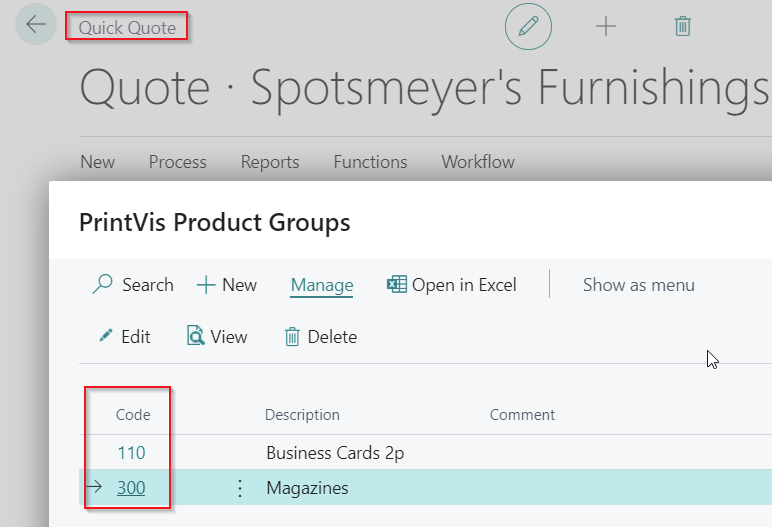 Quick Quote
Quote · Spotsmeyer's Furnishings
New Process Reports Functions Workflow
PrintVis Product Groups
Search New Manage Open in Excel Show as menu
Edit View Delete
Code Description Comment
110 Business Cards 2p
300 Magazines